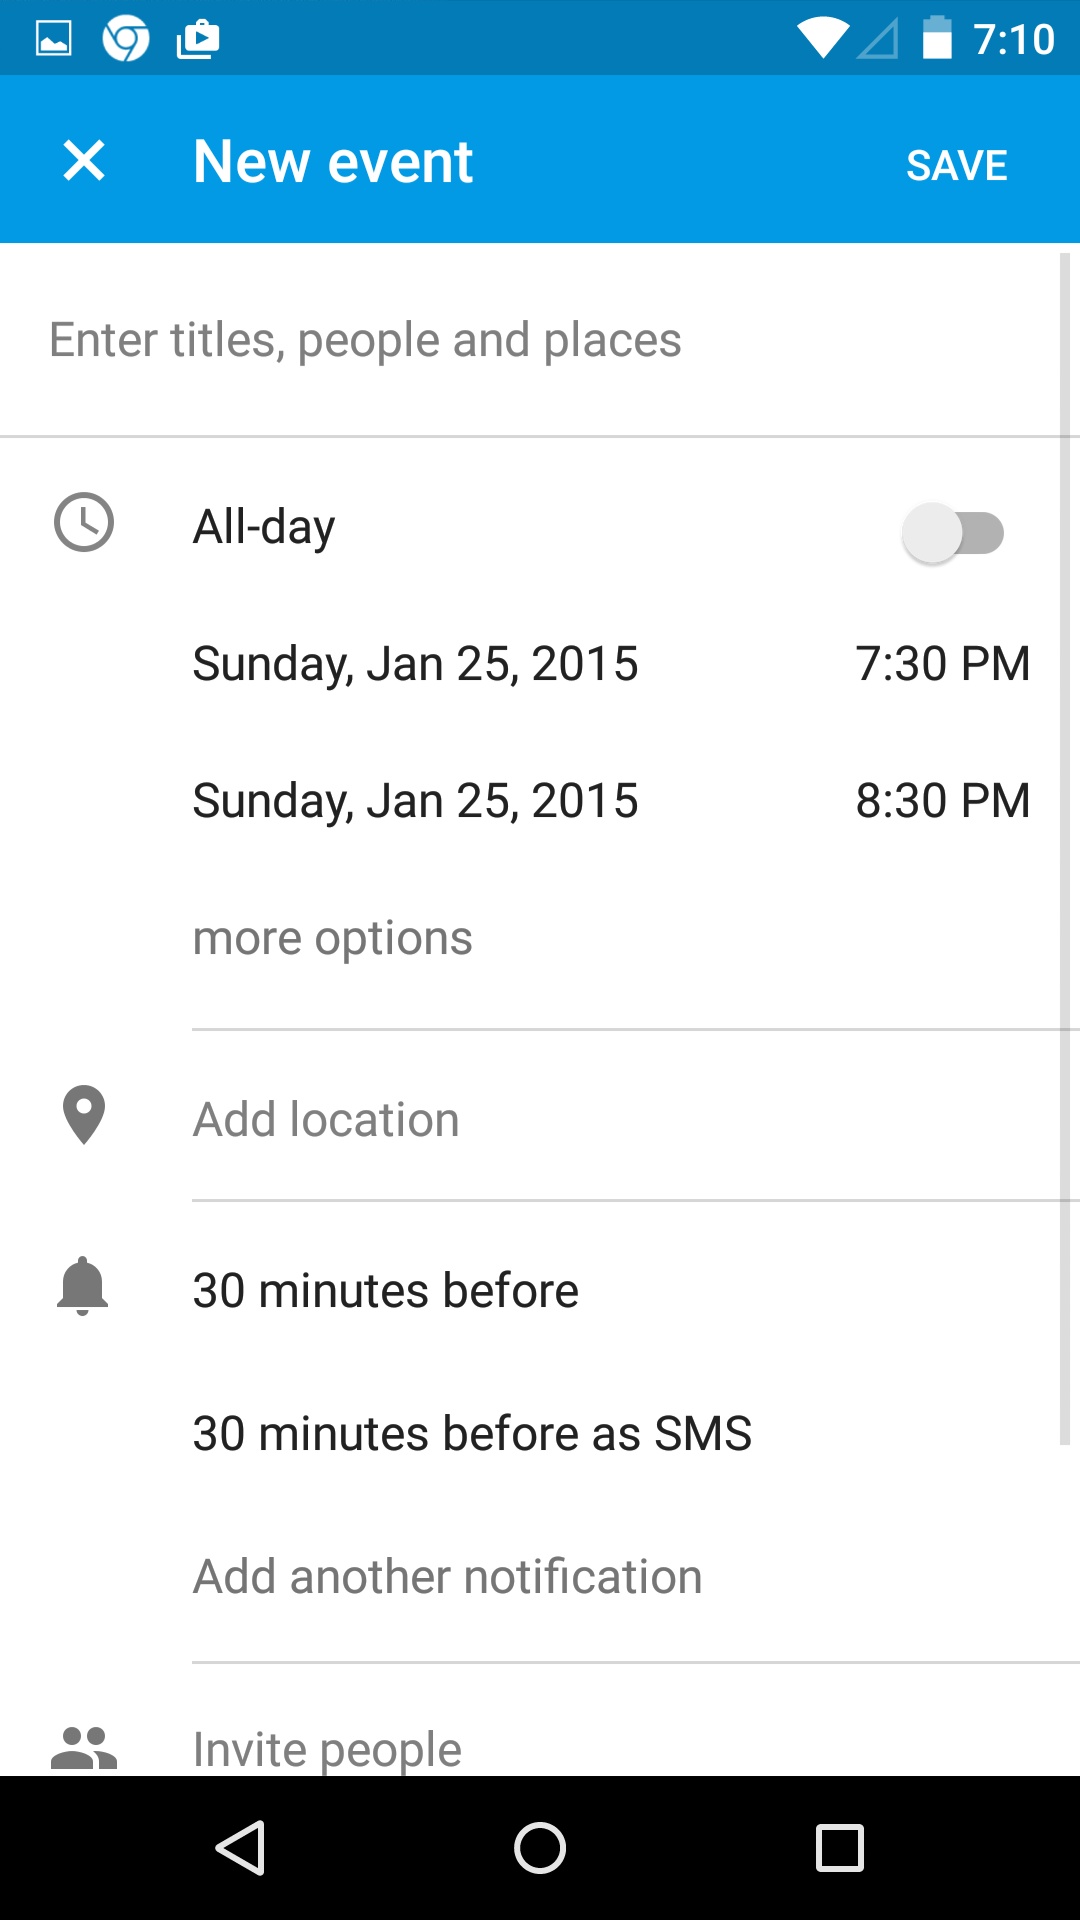 7:10
New event SAVE
Enter titles, people and places
All-day
Sunday, Jan 25, 2015 7:30 PM
Sunday, Jan 25, 2015 8:30 PM
more options
Add location
30 minutes before
30 minutes before as SMS
Add another notification
Invite people